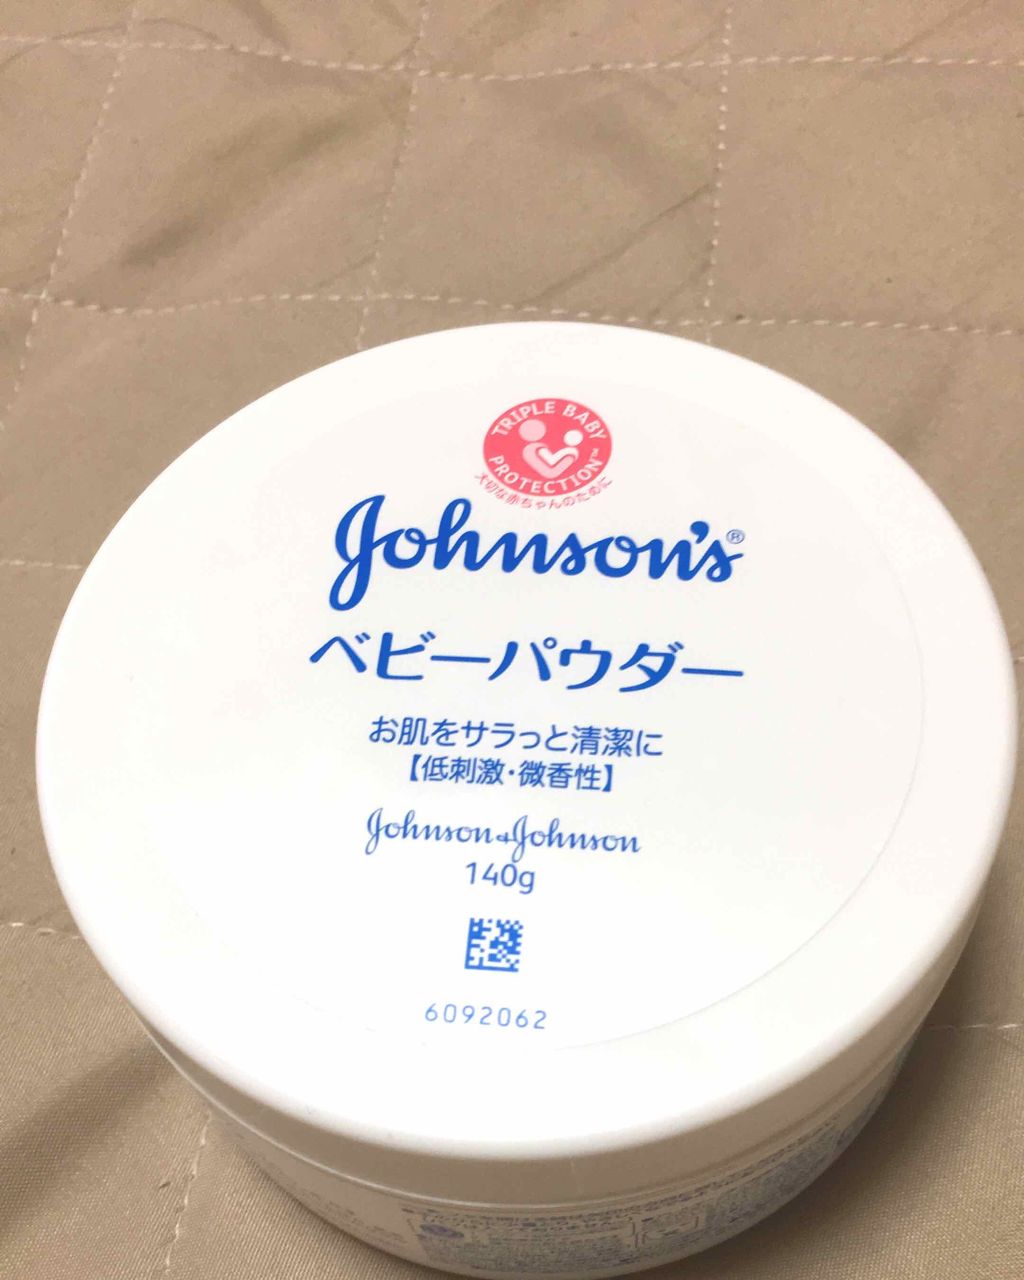 TRIPLE BABY
PROTECTION™
大切な赤ちゃんのために
Johnson's®
ベビーパウダー
お肌をサラっと清潔に
【低刺激・微香性】
Johnson & Johnson
140g
6092062